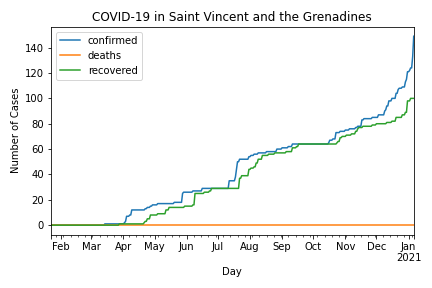 COVID-19 in Saint Vincent and the Grenadines
confirmed
deaths
recovered
Number of Cases
140
120
100
80
60
40
20
0
Feb Mar Apr May Jun Jul Aug Sep Oct Nov Dec Jan
2021
Day